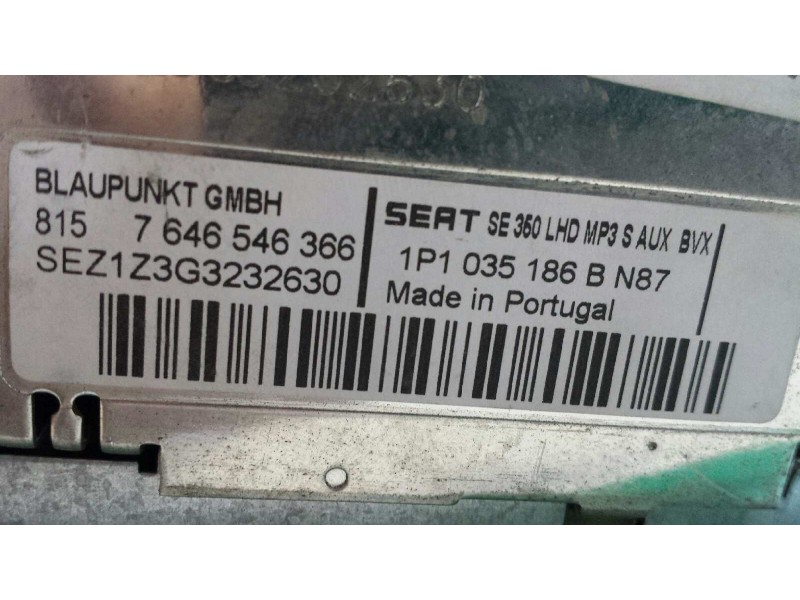 BLAUPUNKT GMBH
815 7 646 546 366
SEZ1Z3G3232630
SEAT SE 360 LHD MP3 S AUX BVX
1P1 035 186 B N87
Made in Portugal